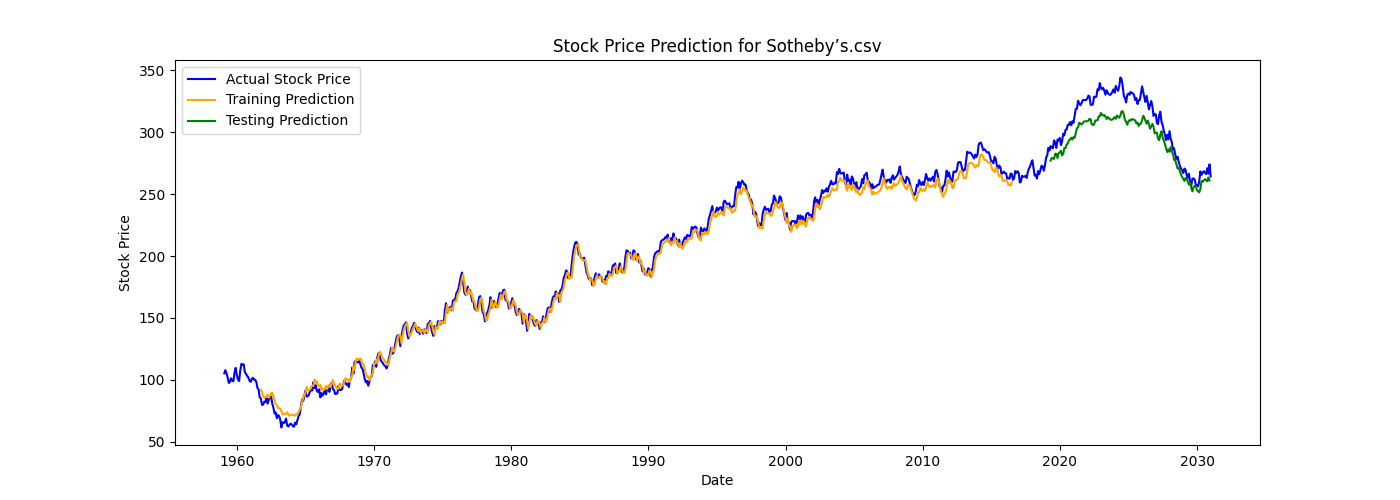 Stock Price Prediction for Sotheby’s.csv
Actual Stock Price
Training Prediction
Testing Prediction
Stock Price
350
300
250
200
150
100
50
1960 1970 1980 1990 2000 2010 2020 2030
Date